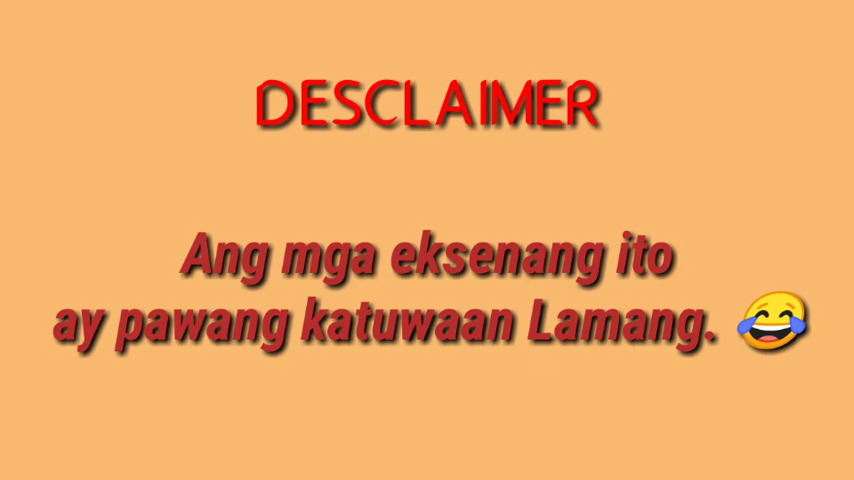 DESCLAIMER
Ang mga eksenang ito
ay pawang katuwaan Lamang. 😂